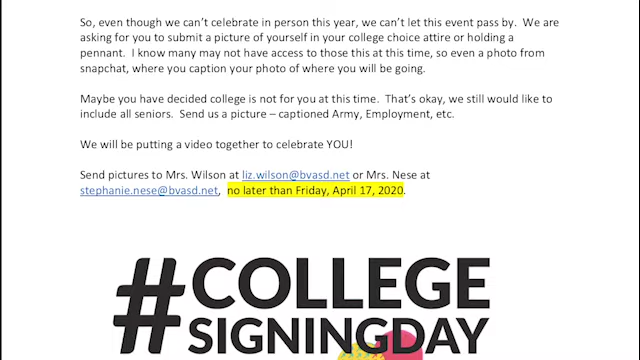 So, even though we can't celebrate in person this year, we can't let this event pass by.  We are
asking for you to submit a picture of yourself in your college choice attire or holding a
pennant.  I know many may not have access to those this at this time, so even a photo from
snapchat, where you caption your photo of where you will be going.
Maybe you have decided college is not for you at this time.  That's okay, we still would like to
include all seniors.  Send us a picture – captioned Army, Employment, etc.
We will be putting a video together to celebrate YOU!
Send pictures to Mrs. Wilson at liz.wilson@bvasd.net or Mrs. Nese at
stephanie.nese@bvasd.net,  no later than Friday, April 17, 2020.
#COLLEGE
SIGNINGDAY